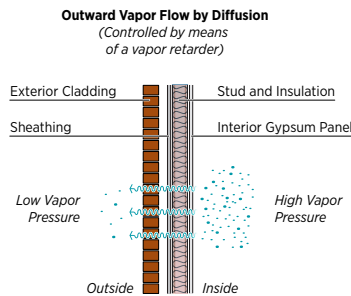 Outward Vapor Flow by Diffusion
(Controlled by means
of a vapor retarder)
Exterior Cladding
Stud and Insulation
Sheathing
Interior Gypsum Panel
Low Vapor
Pressure
High Vapor
Pressure
Outside
Inside